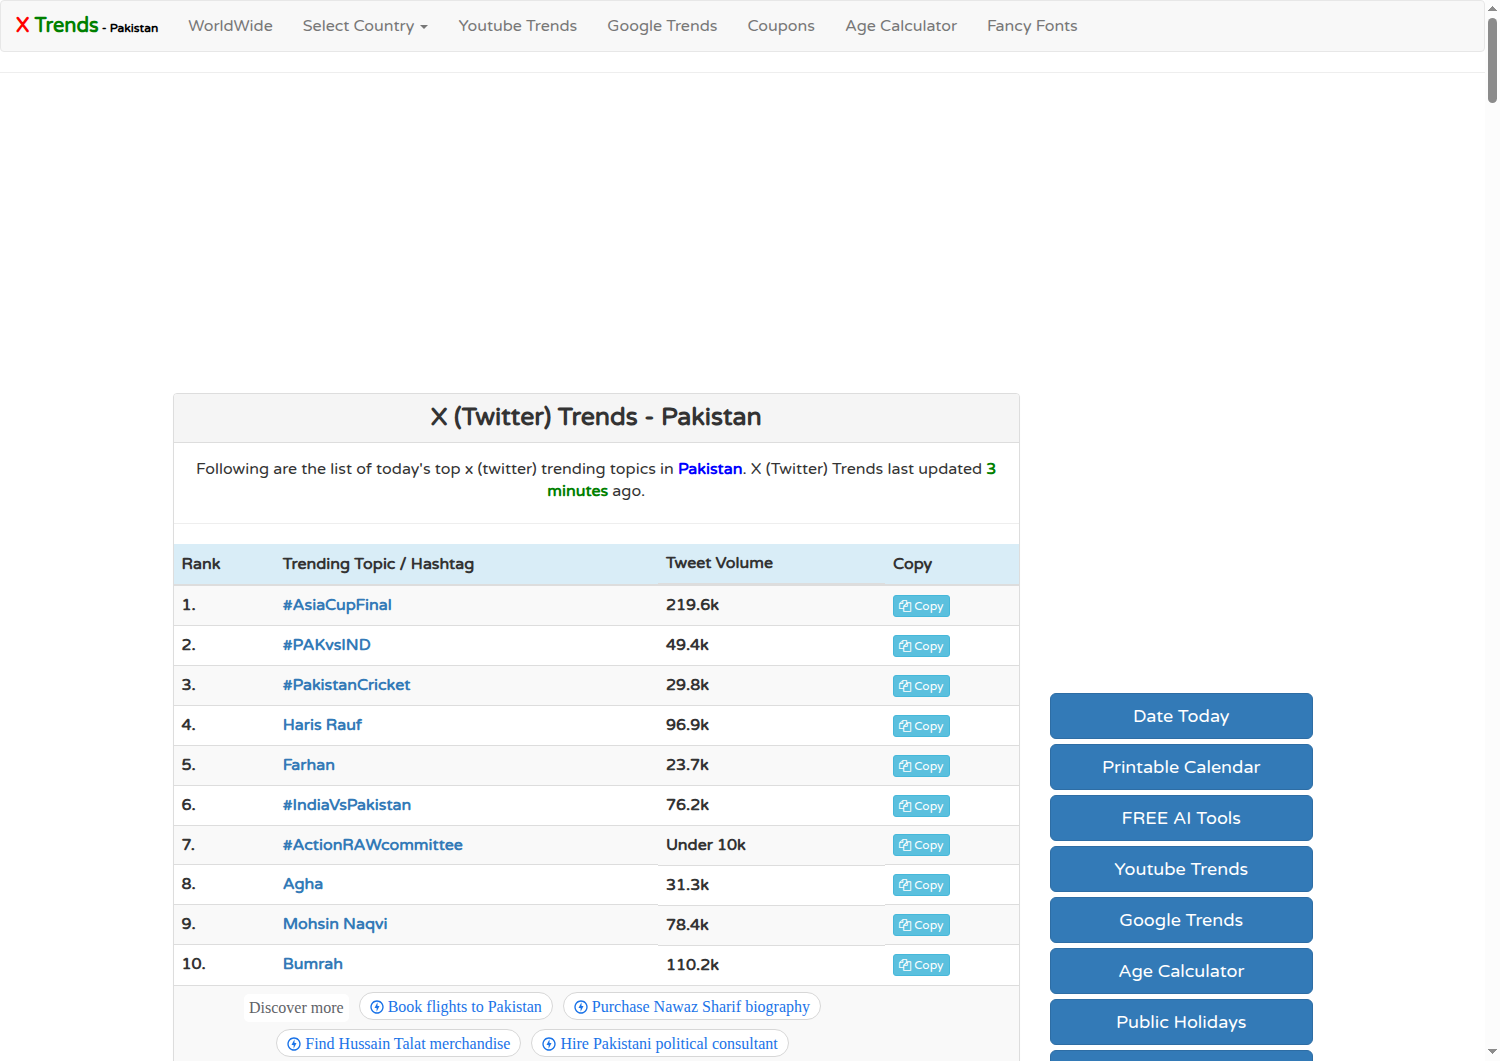 X Trends - Pakistan WorldWide Select Country Youtube Trends Google Trends Coupons Age Calculator Fancy Fonts
X (Twitter) Trends - Pakistan
Following are the list of today's top x (twitter) trending topics in Pakistan. X (Twitter) Trends last updated 3
minutes ago.
Rank Trending Topic / Hashtag Tweet Volume Copy
1. #AsiaCupFinal 219.6k Copy
2. #PAKvsIND 49.4k Copy
3. #PakistanCricket 29.8k Copy
4. Haris Rauf 96.9k Copy
5. Farhan 23.7k Copy
6. #IndiaVsPakistan 76.2k Copy
7. #ActionRAWcommittee Under 10k Copy
8. Agha 31.3k Copy
9. Mohsin Naqvi 78.4k Copy
10. Bumrah 110.2k Copy
Discover more Book flights to Pakistan Purchase Nawaz Sharif biography
Find Hussain Talat merchandise Hire Pakistani political consultant
Date Today
Printable Calendar
FREE AI Tools
Youtube Trends
Google Trends
Age Calculator
Public Holidays